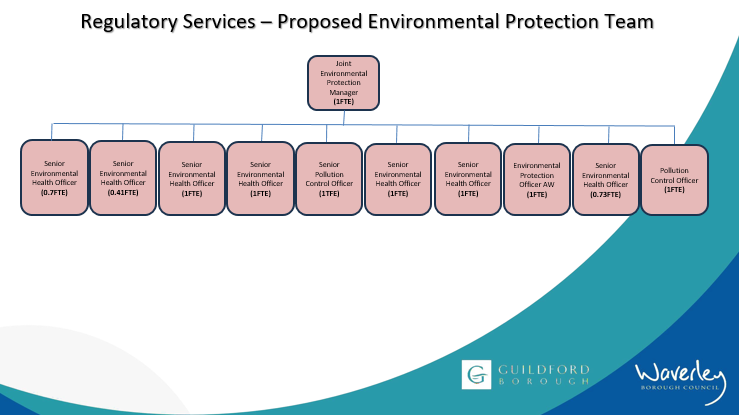 Regulatory Services – Proposed Environmental Protection Team
Joint
Environmental
Protection
Manager
(1FTE)
Senior
Environmental
Health Officer
(0.7FTE)
Senior
Environmental
Health Officer
(0.41FTE)
Senior
Environmental
Health Officer
(1FTE)
Senior
Environmental
Health Officer
(1FTE)
Senior
Pollution
Control Officer
(1TFE)
Senior
Environmental
Health Officer
(1FTE)
Senior
Environmental
Health Officer
(1FTE)
Environmental
Protection
Officer AW
(1FTE)
Senior
Environmental
Health Officer
(0.73FTE)
Pollution
Control Officer
(1FTE)
GUILDFORD
BOROUGH
Waverley
BOROUGH COUNCIL